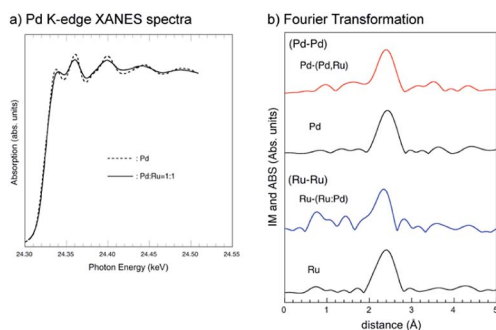 a) Pd K-edge XANES spectra
Absorption (abs. units)
: Pd
: Pd:Ru=1:1
24.30 24.35 24.40 24.45 24.50 24.55
Photon Energy (keV)
b) Fourier Transformation
IM and ABS (Abs. units)
(Pd-Pd)
Pd-(Pd,Ru)
Pd
(Ru-Ru)
Ru-(Ru:Pd)
Ru
0 1 2 3 4 5
distance (Å)